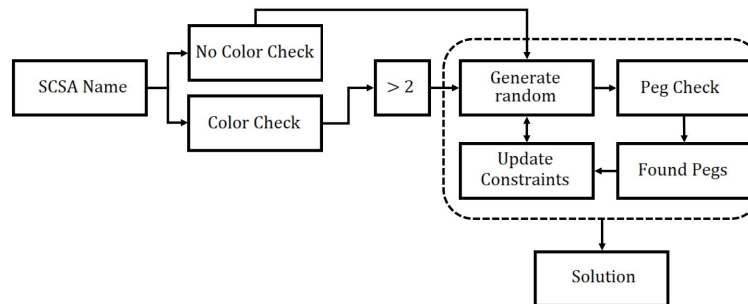 No Color Check
SCSA Name
Color Check
> 2
Generate
random
Peg Check
Update
Constraints
Found Pegs
Solution